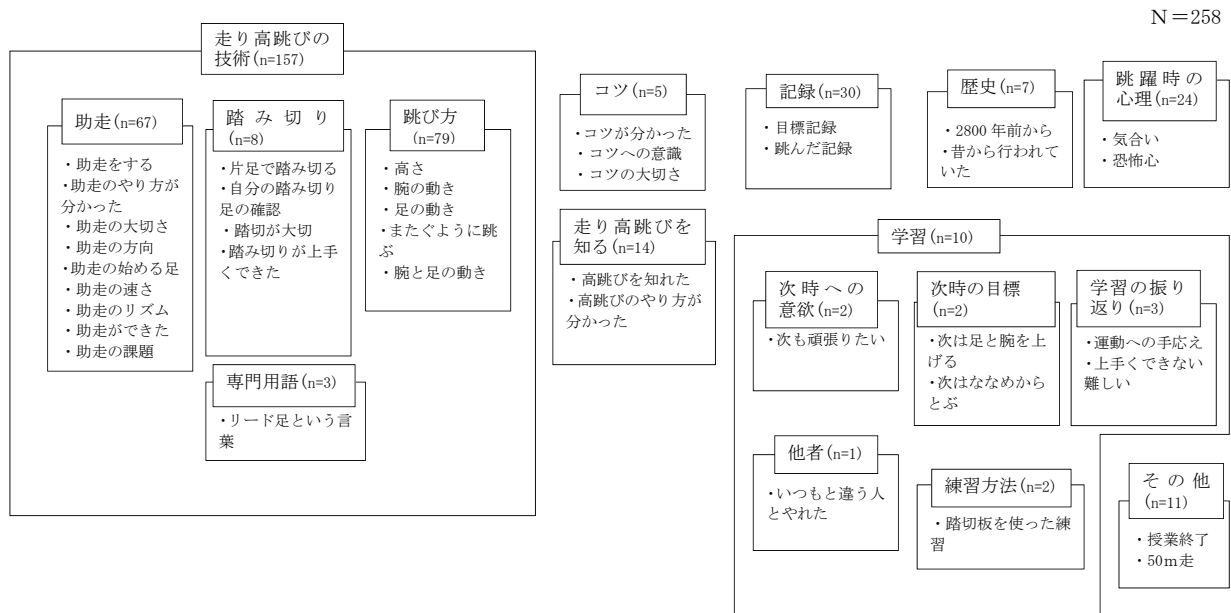 N=258
走り高跳びの
技術(n=157)
助走(n=67)
・助走をする
・助走のやり方が
分かった
・助走の大切さ
・助走の方向
・助走の始める足
・助走の速さ
・助走のリズム
・助走ができた
・助走の課題
踏み切り
(n=8)
・片足で踏み切る
・自分の踏み切り
足の確認
・踏切が大切
・踏み切りが上手
くできた
跳び方
(n=79)
・高さ
・腕の動き
・足の動き
・またぐように跳
ぶ
・腕と足の動き
専門用語(n=3)
・リード足という言
葉
コツ(n=5)
・コツが分かった
・コツへの意識
・コツの大切さ
記録(n=30)
・目標記録
・跳んだ記録
歴史(n=7)
・2800年前から
・昔から行われて
いた
跳躍時の
心理(n=24)
・気合い
・恐怖心
走り高跳びを
知る(n=14)
・高跳びを知れた
・高跳びのやり方が
分かった
学習(n=10)
次時への
意欲(n=2)
・次も頑張りたい
次時の目標
(n=2)
・次は足と腕を上
げる
・次はななめから
とぶ
学習の振り
返り(n=3)
・運動への手応え
・上手くできない
難しい
他者(n=1)
・いつもと違う人
とやれた
練習方法(n=2)
・踏切板を使った練
習
その他
(n=11)
・授業終了
・50m走